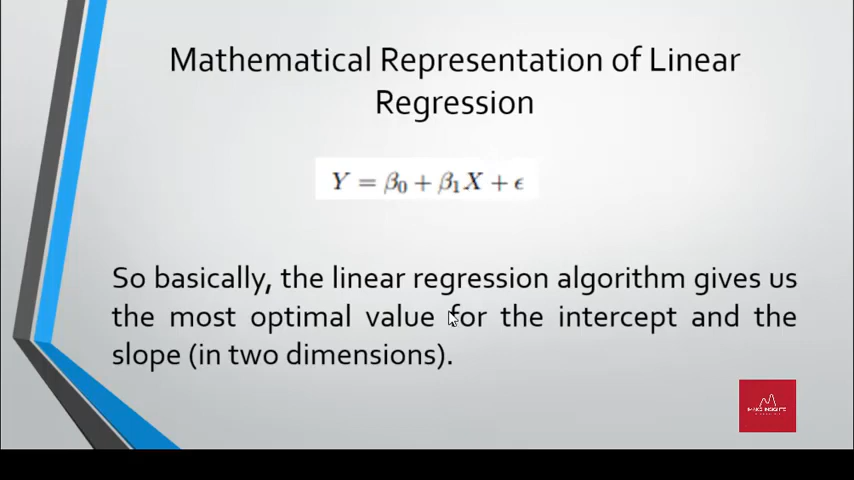 Mathematical Representation of Linear
Regression
Y = β₀ + β₁X + ϵ
So basically, the linear regression algorithm gives us
the most optimal value for the intercept and the
slope (in two dimensions).